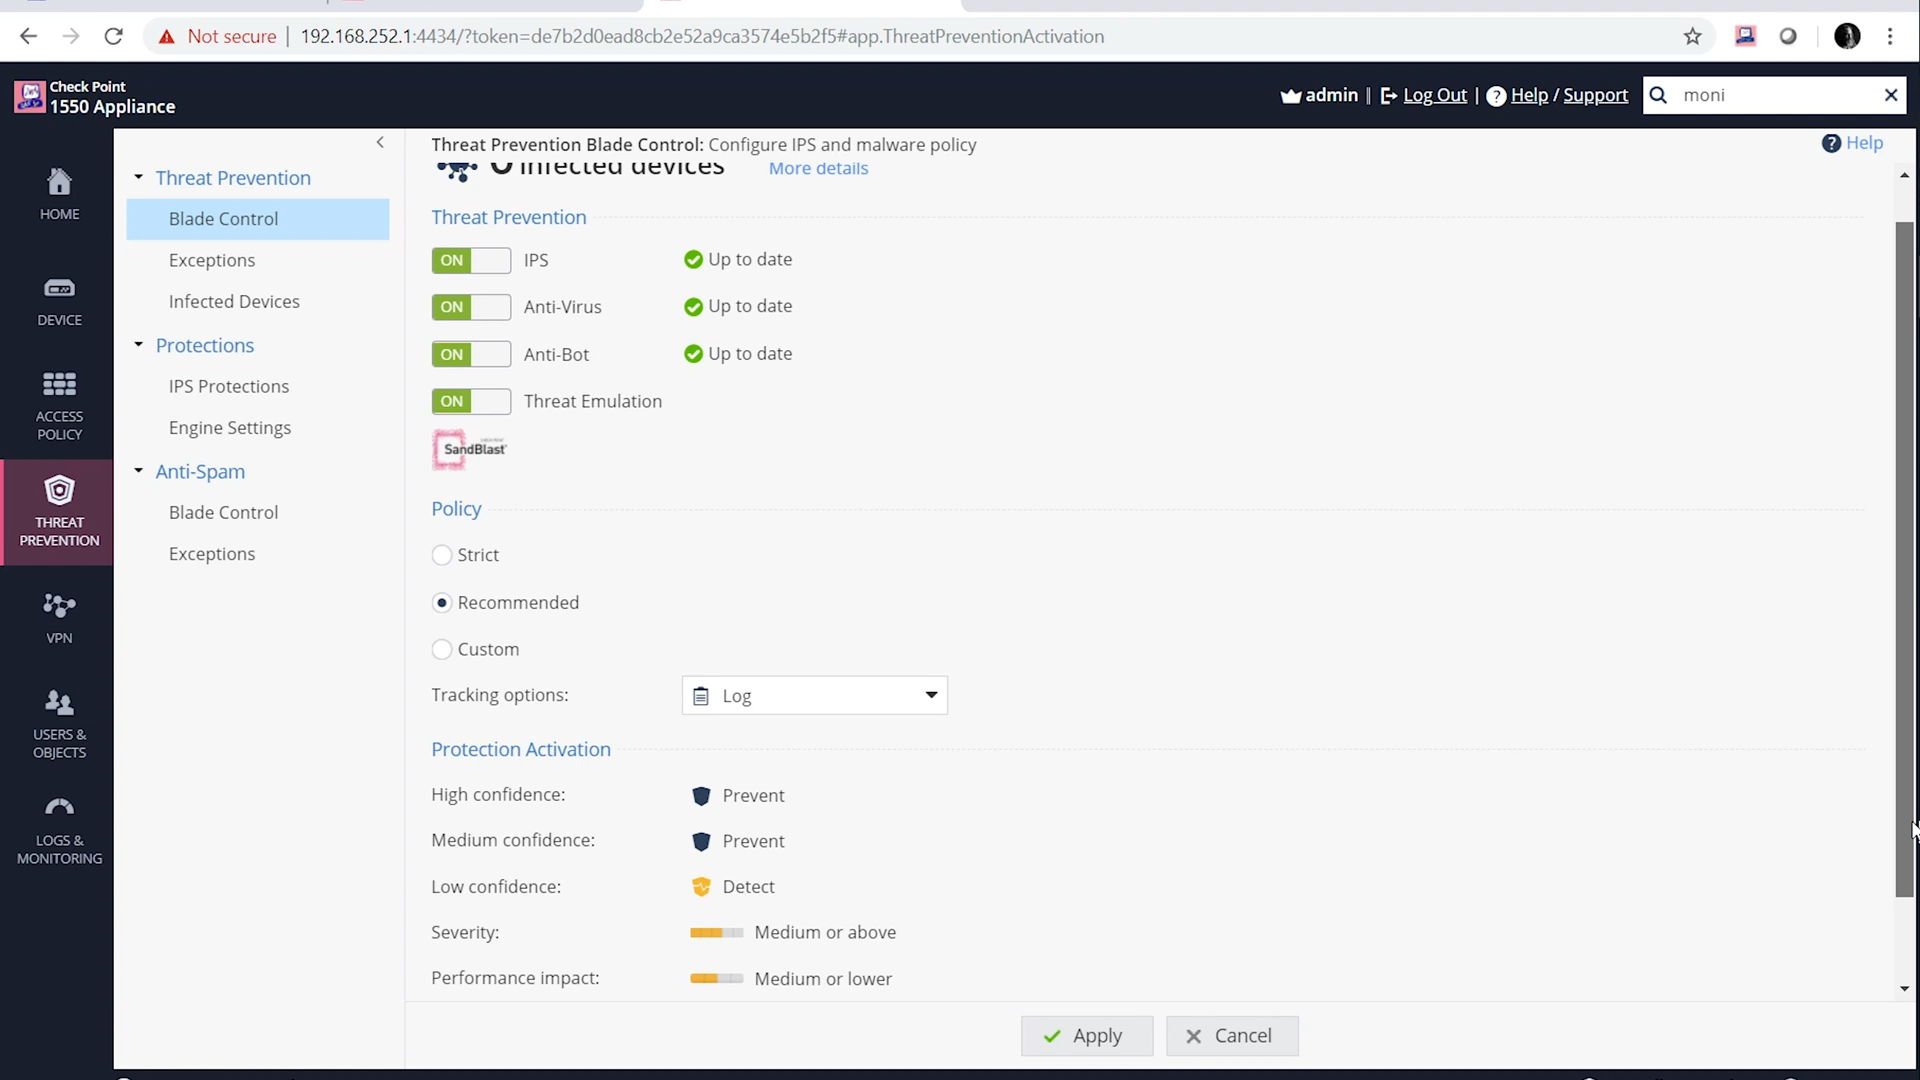 Not secure
192.168.252.1:4434/?token=de7b2d0ead8cb2e52a9ca3574e5b2f5#app.ThreatPreventionActivation
Check Point
1550 Appliance
admin | Log Out | ? Help / Support
moni
HOME
DEVICE
ACCESS
POLICY
THREAT
PREVENTION
VPN
USERS &
OBJECTS
LOGS &
MONITORING
Threat Prevention
Blade Control
Exceptions
Infected Devices
Protections
IPS Protections
Engine Settings
Anti-Spam
Blade Control
Exceptions
Threat Prevention Blade Control: Configure IPS and malware policy
? Help
0 infected devices More details
Threat Prevention
ON IPS Up to date
ON Anti-Virus Up to date
ON Anti-Bot Up to date
ON Threat Emulation
SandBlast
Policy
Strict
Recommended
Custom
Tracking options: Log
Protection Activation
High confidence: Prevent
Medium confidence: Prevent
Low confidence: Detect
Severity: Medium or above
Performance impact: Medium or lower
Apply
Cancel